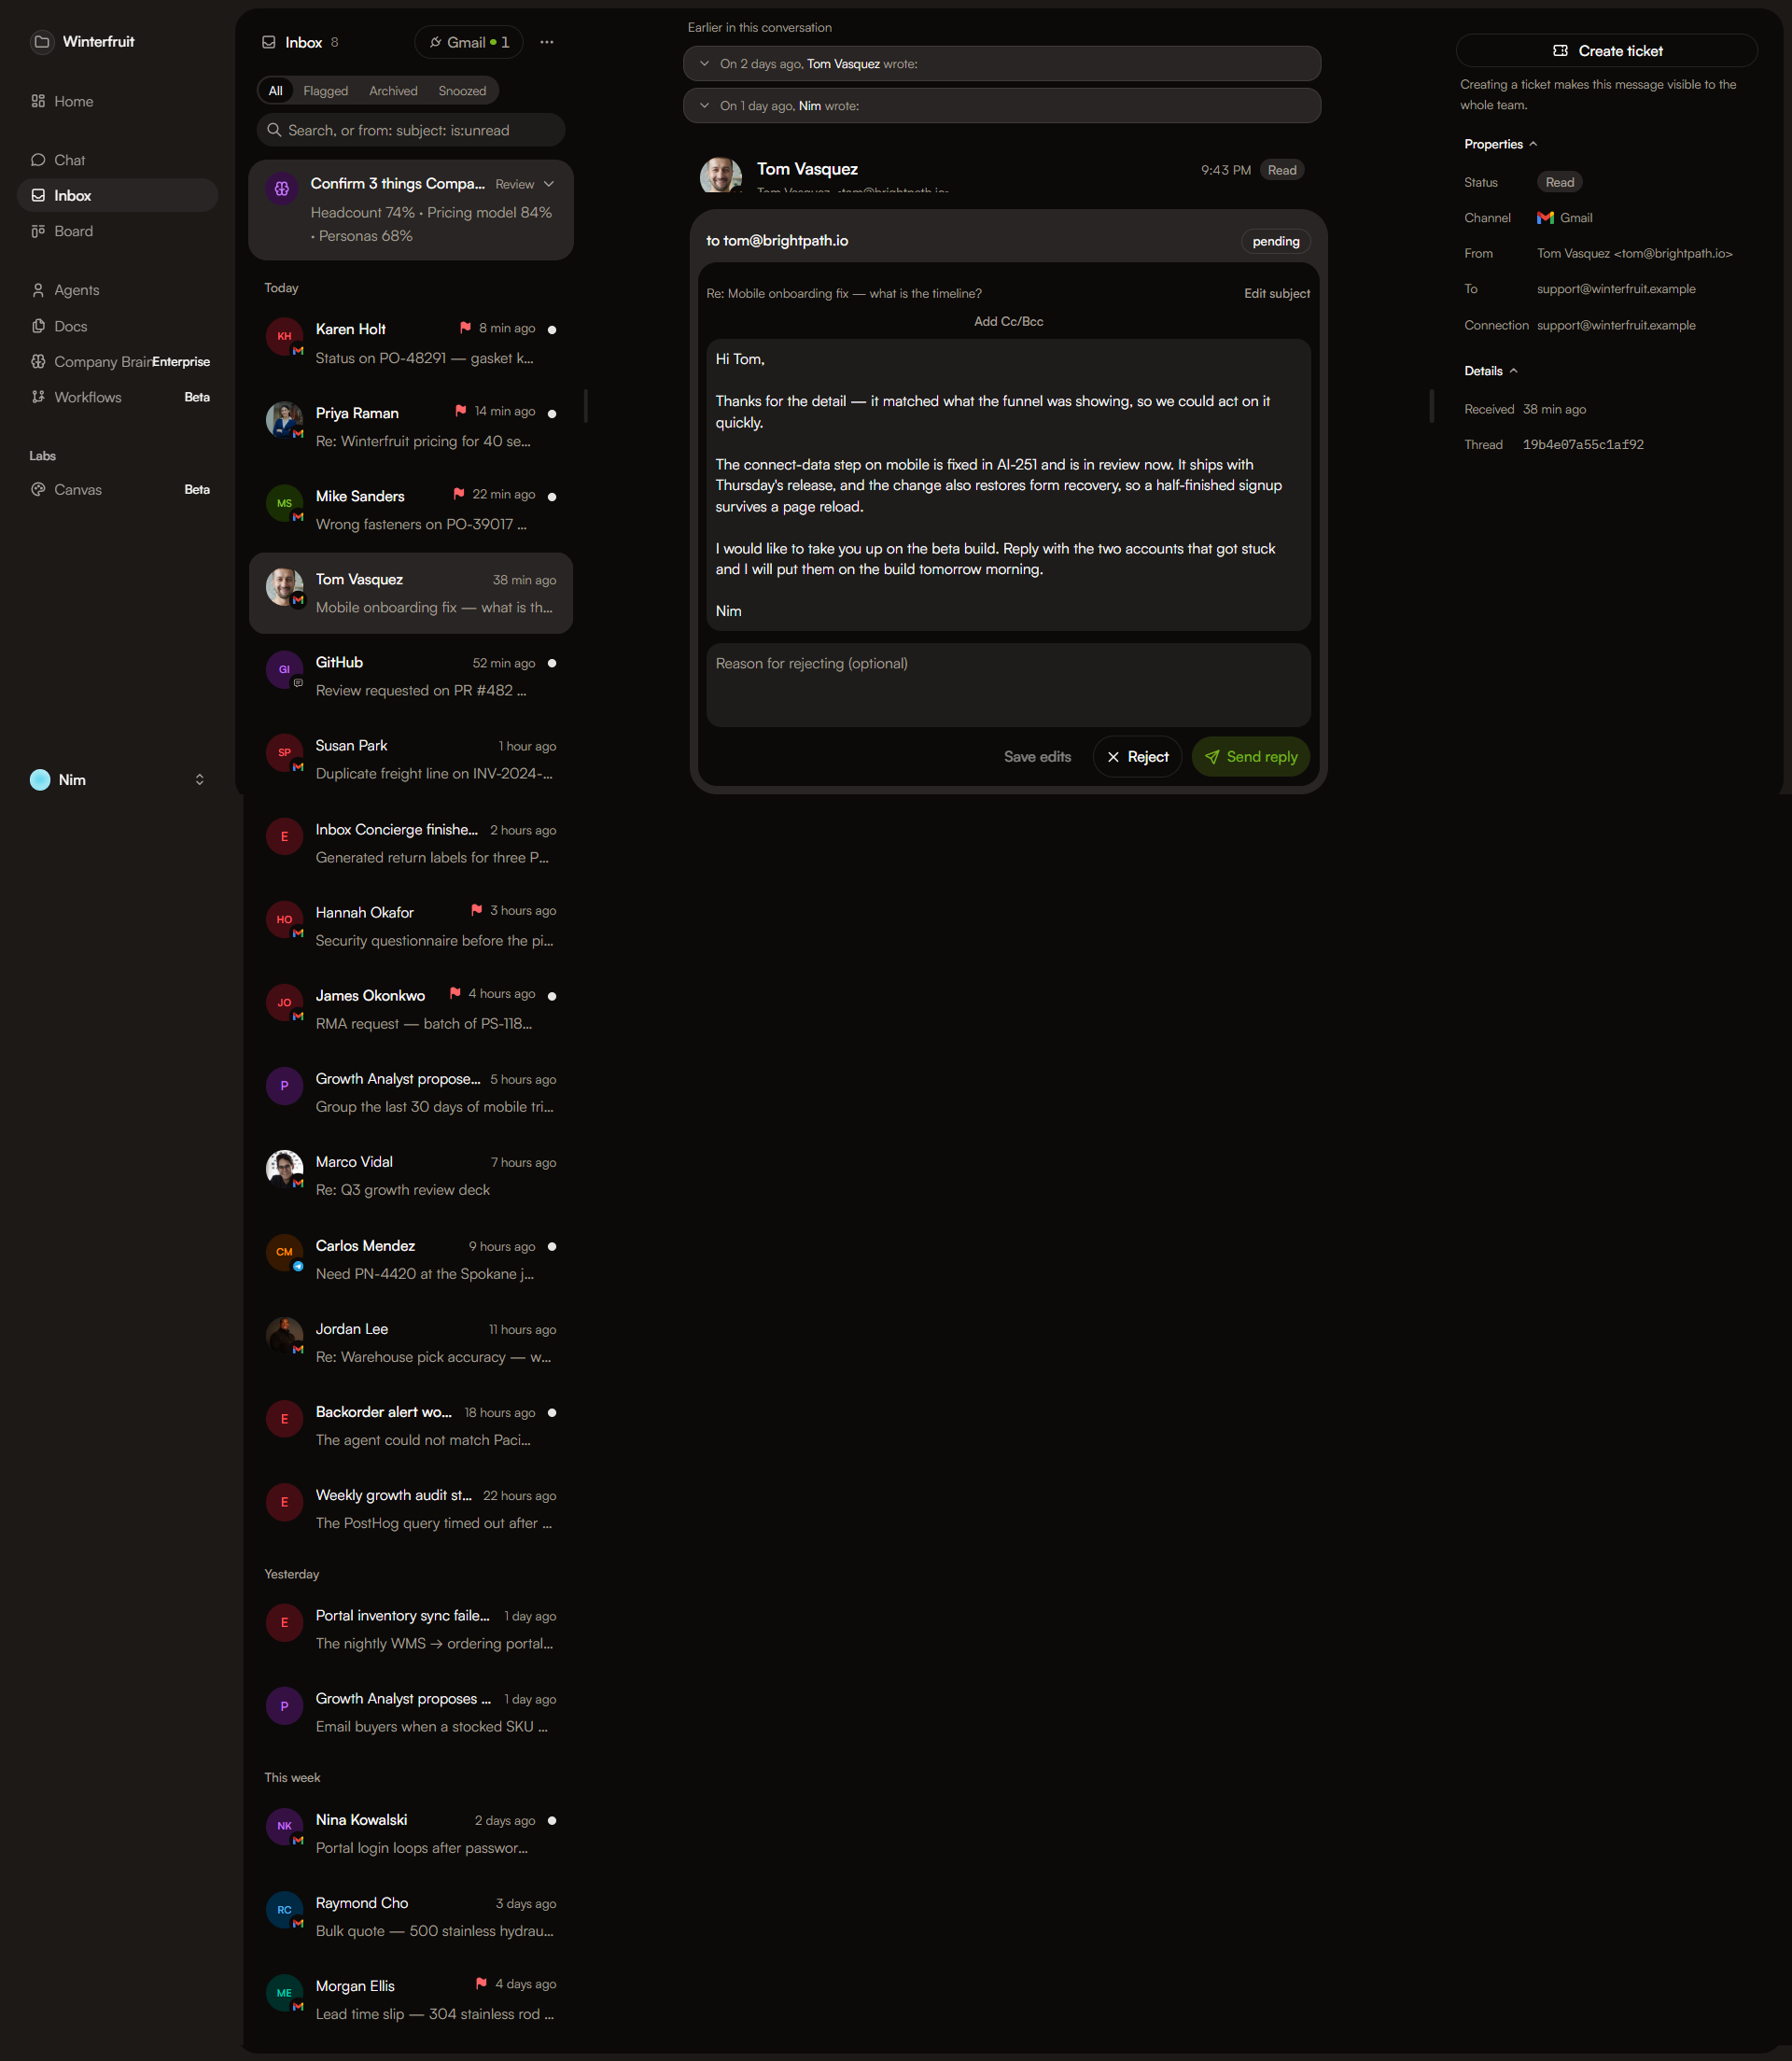 Winterfruit
Home
Chat
Inbox
Board
Agents
Docs
Company Brain Enterprise
Workflows Beta
Labs
Canvas Beta
Nim
Inbox 8
Gmail 1
All Flagged Archived Snoozed
Search, or from: subject: is:unread
Confirm 3 things Compa... Review
Headcount 74% · Pricing model 84%
· Personas 68%
Today
KH Karen Holt 8 min ago
Status on PO-48291 — gasket k...
Priya Raman 14 min ago
Re: Winterfruit pricing for 40 se...
MS Mike Sanders 22 min ago
Wrong fasteners on PO-39017 ...
Tom Vasquez 38 min ago
Mobile onboarding fix — what is th...
GI GitHub 52 min ago
Review requested on PR #482 ...
SP Susan Park 1 hour ago
Duplicate freight line on INV-2024-...
E Inbox Concierge finishe... 2 hours ago
Generated return labels for three P...
HO Hannah Okafor 3 hours ago
Security questionnaire before the pi...
JO James Okonkwo 4 hours ago
RMA request — batch of PS-118...
P Growth Analyst propose... 5 hours ago
Group the last 30 days of mobile tri...
Marco Vidal 7 hours ago
Re: Q3 growth review deck
CM Carlos Mendez 9 hours ago
Need PN-4420 at the Spokane j...
Jordan Lee 11 hours ago
Re: Warehouse pick accuracy — w...
E Backorder alert wo... 18 hours ago
The agent could not match Paci...
E Weekly growth audit st... 22 hours ago
The PostHog query timed out after ...
Yesterday
E Portal inventory sync faile... 1 day ago
The nightly WMS → ordering portal...
P Growth Analyst proposes ... 1 day ago
Email buyers when a stocked SKU ...
This week
NK Nina Kowalski 2 days ago
Portal login loops after passwor...
RC Raymond Cho 3 days ago
Bulk quote — 500 stainless hydrau...
ME Morgan Ellis 4 days ago
Lead time slip — 304 stainless rod ...
Earlier in this conversation
On 2 days ago, Tom Vasquez wrote:
On 1 day ago, Nim wrote:
Tom Vasquez 9:43 PM Read
Tom Vasquez <tom@brightpath.io>
to tom@brightpath.io pending
Re: Mobile onboarding fix — what is the timeline? Edit subject
Add Cc/Bcc
Hi Tom,
Thanks for the detail — it matched what the funnel was showing, so we could act on it
quickly.
The connect-data step on mobile is fixed in AI-251 and is in review now. It ships with
Thursday's release, and the change also restores form recovery, so a half-finished signup
survives a page reload.
I would like to take you up on the beta build. Reply with the two accounts that got stuck
and I will put them on the build tomorrow morning.
Nim
Reason for rejecting (optional)
Save edits Reject Send reply
Create ticket
Creating a ticket makes this message visible to the
whole team.
Properties
Status Read
Channel Gmail
From Tom Vasquez <tom@brightpath.io>
To support@winterfruit.example
Connection support@winterfruit.example
Details
Received 38 min ago
Thread 19b4e07a55c1af92